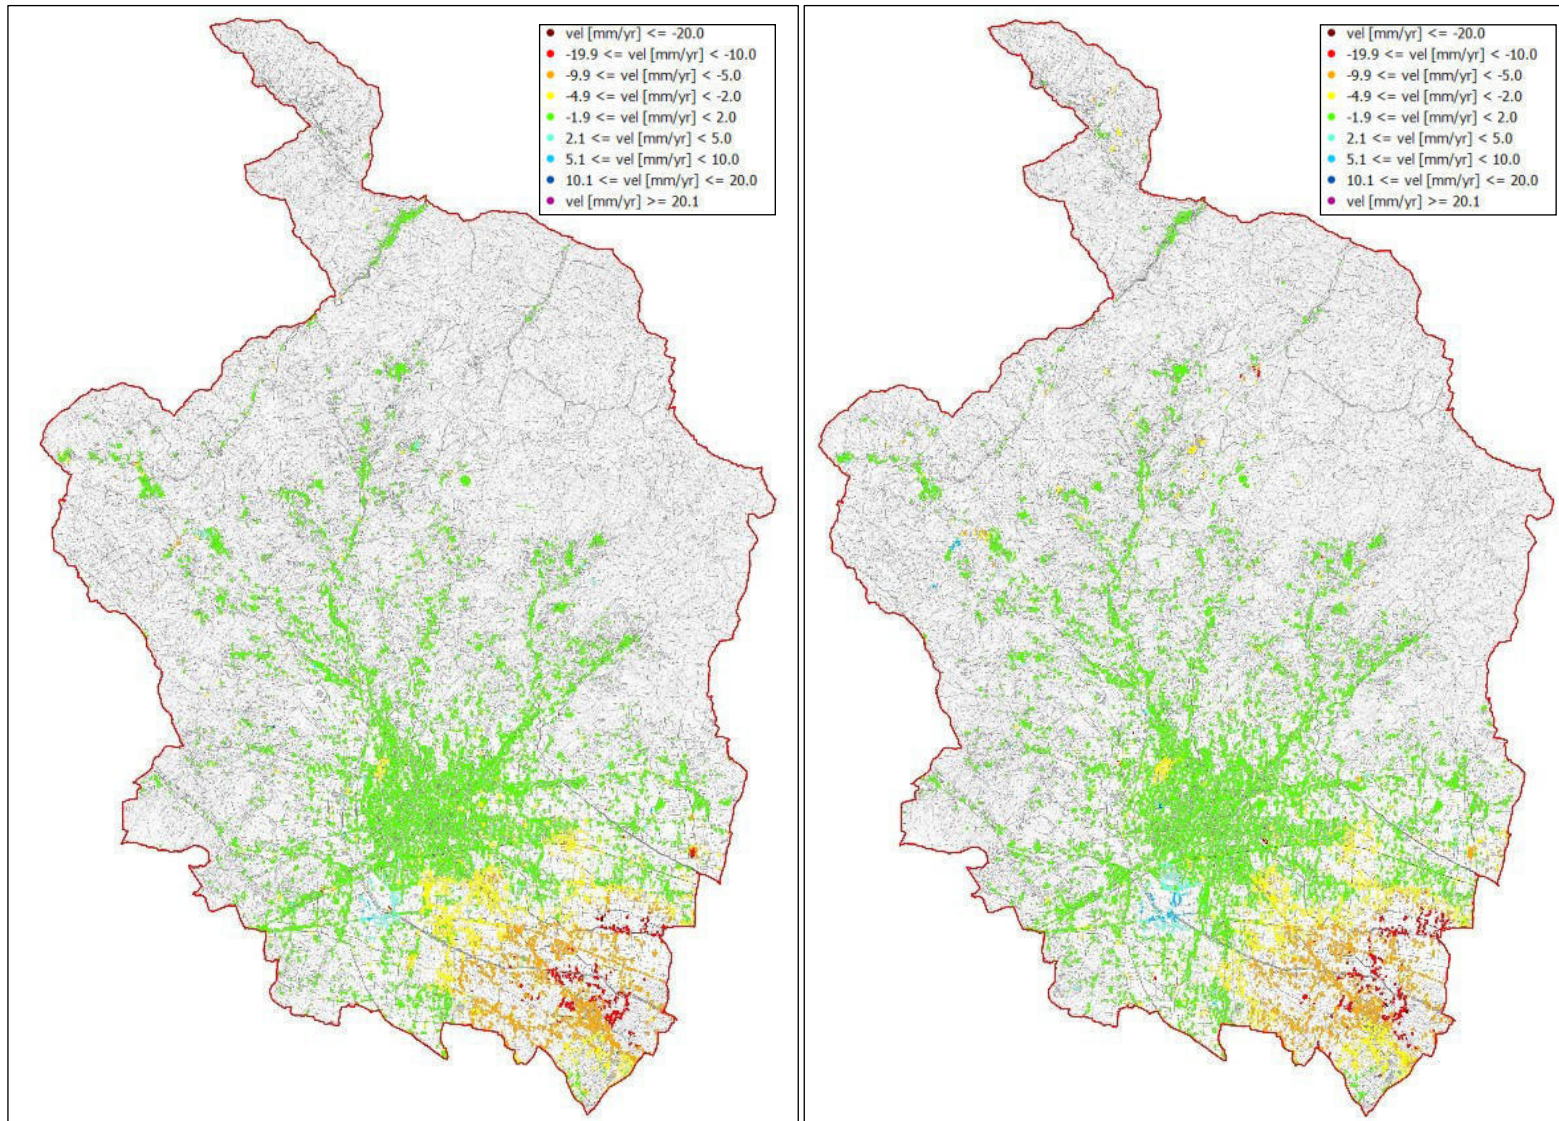 vel [mm/yr] <= -20.0
-19.9 <= vel [mm/yr] < -10.0
-9.9 <= vel [mm/yr] < -5.0
-4.9 <= vel [mm/yr] < -2.0
-1.9 <= vel [mm/yr] < 2.0
2.1 <= vel [mm/yr] < 5.0
5.1 <= vel [mm/yr] < 10.0
10.1 <= vel [mm/yr] <= 20.0
vel [mm/yr] >= 20.1
vel [mm/yr] <= -20.0
-19.9 <= vel [mm/yr] < -10.0
-9.9 <= vel [mm/yr] < -5.0
-4.9 <= vel [mm/yr] < -2.0
-1.9 <= vel [mm/yr] < 2.0
2.1 <= vel [mm/yr] < 5.0
5.1 <= vel [mm/yr] < 10.0
10.1 <= vel [mm/yr] <= 20.0
vel [mm/yr] >= 20.1